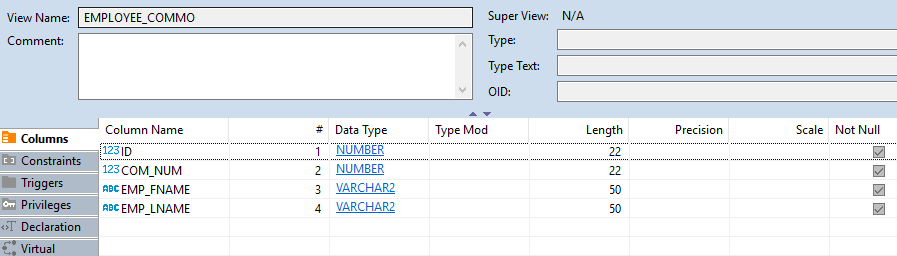 View Name: EMPLOYEE_COMMO Super View: N/A
Comment: Type:
Type Text:
OID:
Columns Column Name # Data Type Type Mod Length Precision Scale Not Null
Constraints 123 ID 1 NUMBER 22
Triggers 123 COM_NUM 2 NUMBER 22
Privileges ABC EMP_FNAME 3 VARCHAR2 50
Declaration ABC EMP_LNAME 4 VARCHAR2 50
Virtual